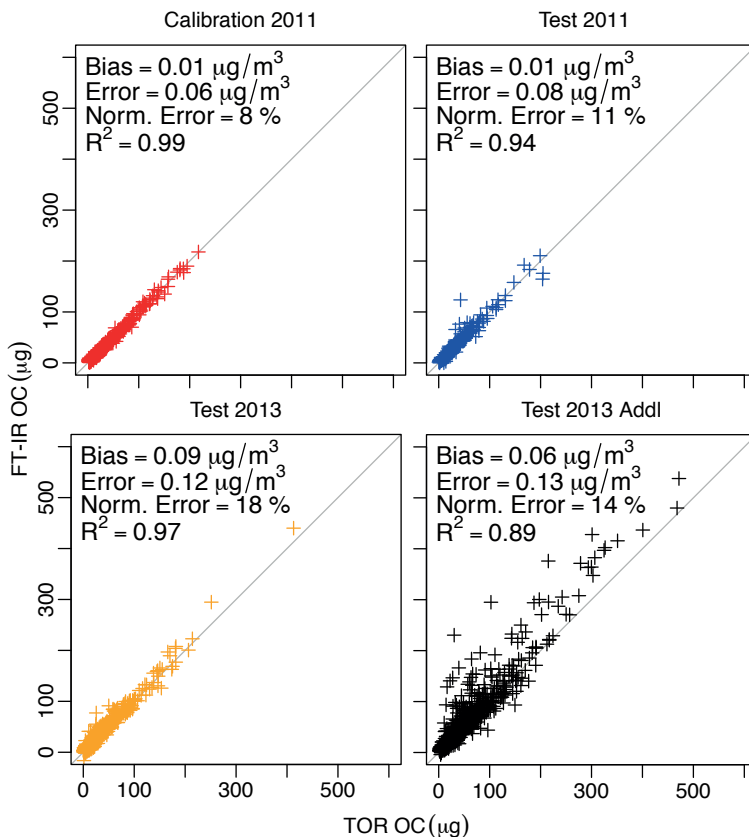 Calibration 2011
Bias = 0.01 μg/m³
Error = 0.06 μg/m³
Norm. Error = 8 %
R² = 0.99
0 100 300 500
Test 2011
Bias = 0.01 μg/m³
Error = 0.08 μg/m³
Norm. Error = 11 %
R² = 0.94
Test 2013
Bias = 0.09 μg/m³
Error = 0.12 μg/m³
Norm. Error = 18 %
R² = 0.97
0 100 300 500
0 100 300 500
Test 2013 Addl
Bias = 0.06 μg/m³
Error = 0.13 μg/m³
Norm. Error = 14 %
R² = 0.89
0 100 300 500
FT-IR OC (μg)
TOR OC (μg)